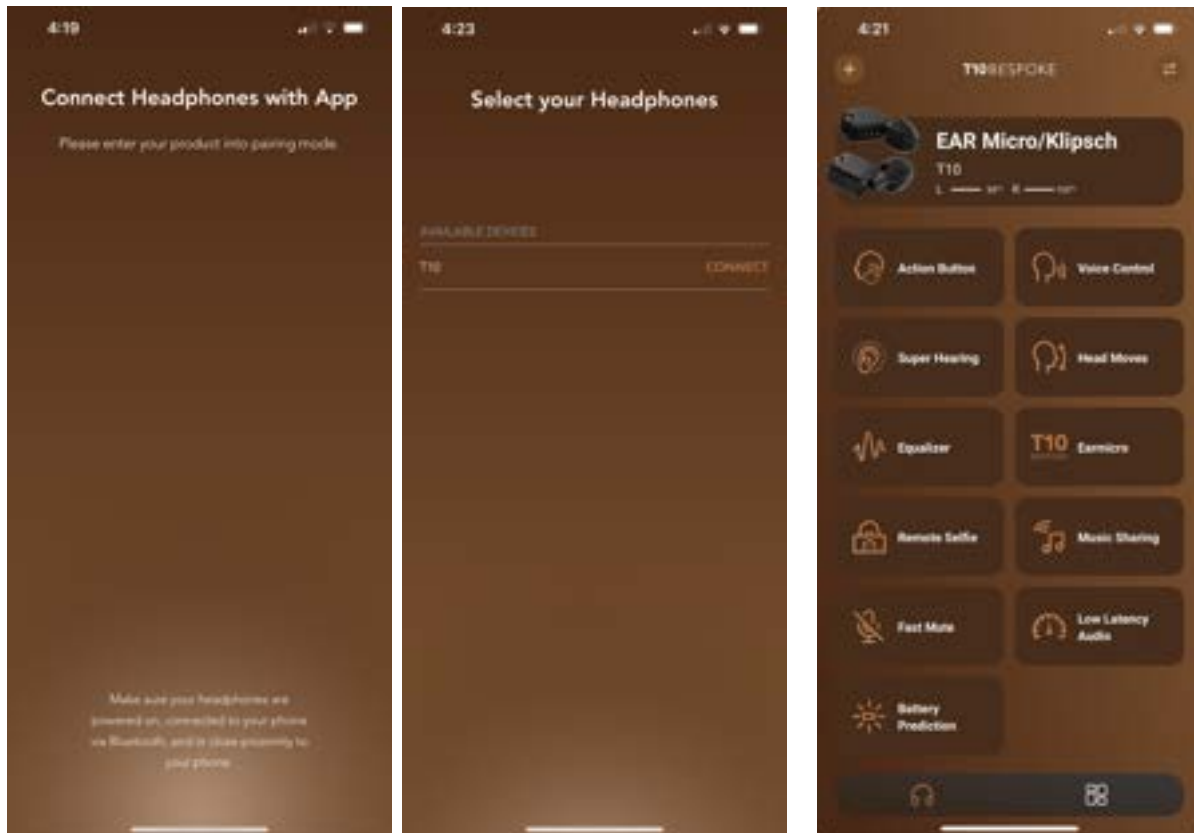 4:19
Connect Headphones with App
Please enter your product into pairing mode.
Make sure your headphones are
powered on, connected to your phone
via Bluetooth, and in close proximity to
your phone
4:23
Select your Headphones
AVAILABLE DEVICES
T10
CONNECT
4:21
T10BESPOKE
EAR Micro/Klipsch
T10
L R
Action Button
Voice Control
Super Hearing
Head Moves
Equalizer
T10
Earmicro
Remote Selfie
Music Sharing
Fast Mute
Low Latency
Audio
Battery
Prediction